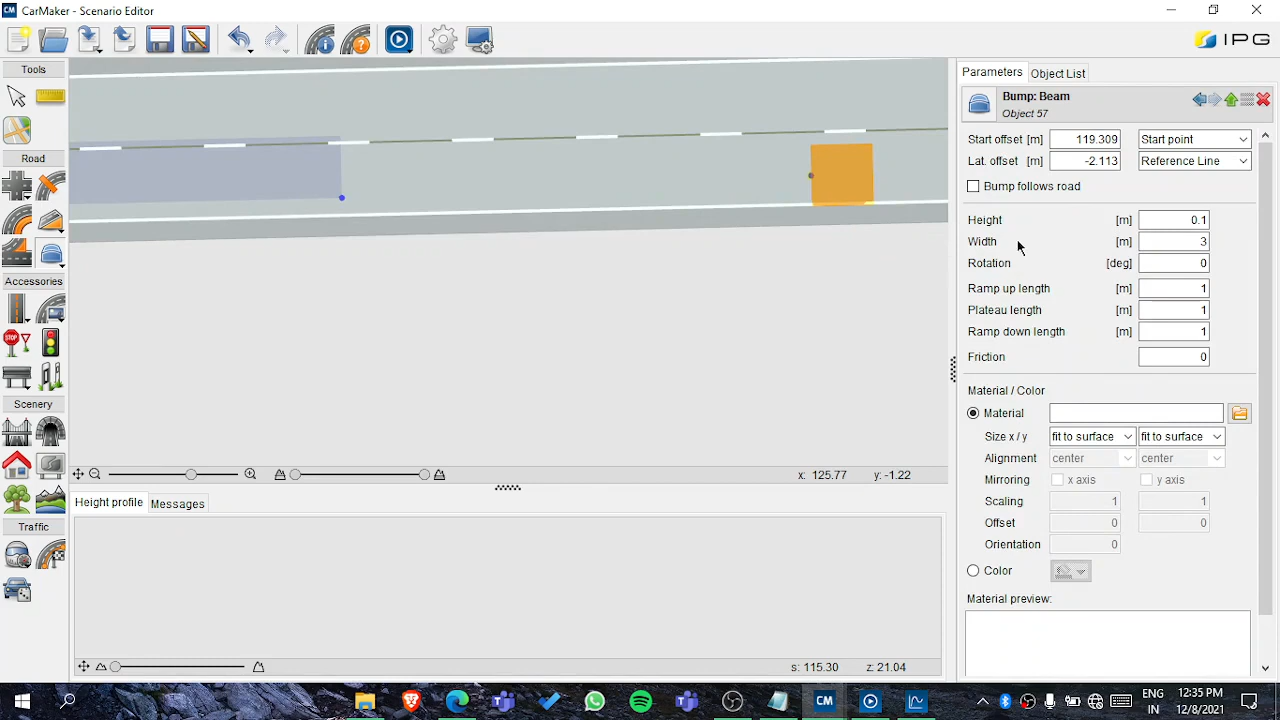 CM CarMaker - Scenario Editor
IPG
Tools
Road
Accessories
STOP
Scenery
Traffic
x: 125.77 y: -1.22
Height profile Messages
s: 115.30 z: 21.04
Parameters Object List
Bump: Beam
Object 57
Start offset [m] 119.309 Start point
Lat. offset [m] -2.113 Reference Line
Bump follows road
Height [m] 0.1
Width [m] 3
Rotation [deg] 0
Ramp up length [m] 1
Plateau length [m] 1
Ramp down length [m] 1
Friction 0
Material / Color
Material
Size x / y fit to surface fit to surface
Alignment center center
Mirroring x axis y axis
Scaling 1 1
Offset 0 0
Orientation 0
Color
Material preview:
CM
ENG 12:35 PM
IN 12/8/2021